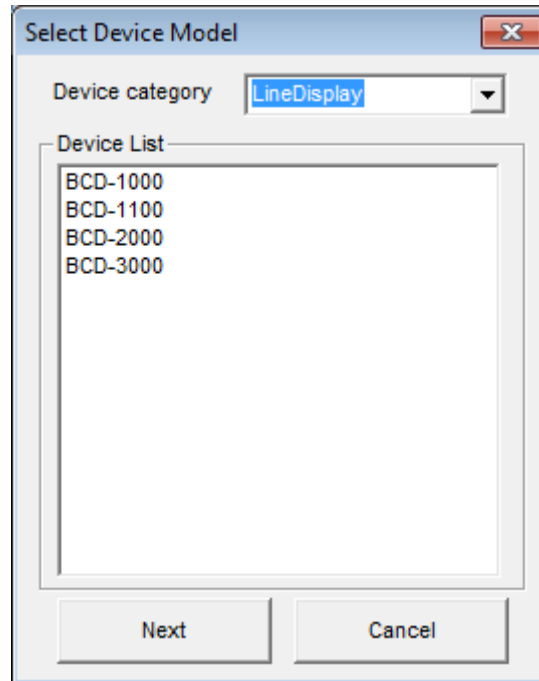 Select Device Model
Device category LineDisplay
Device List
BCD-1000
BCD-1100
BCD-2000
BCD-3000
Next Cancel